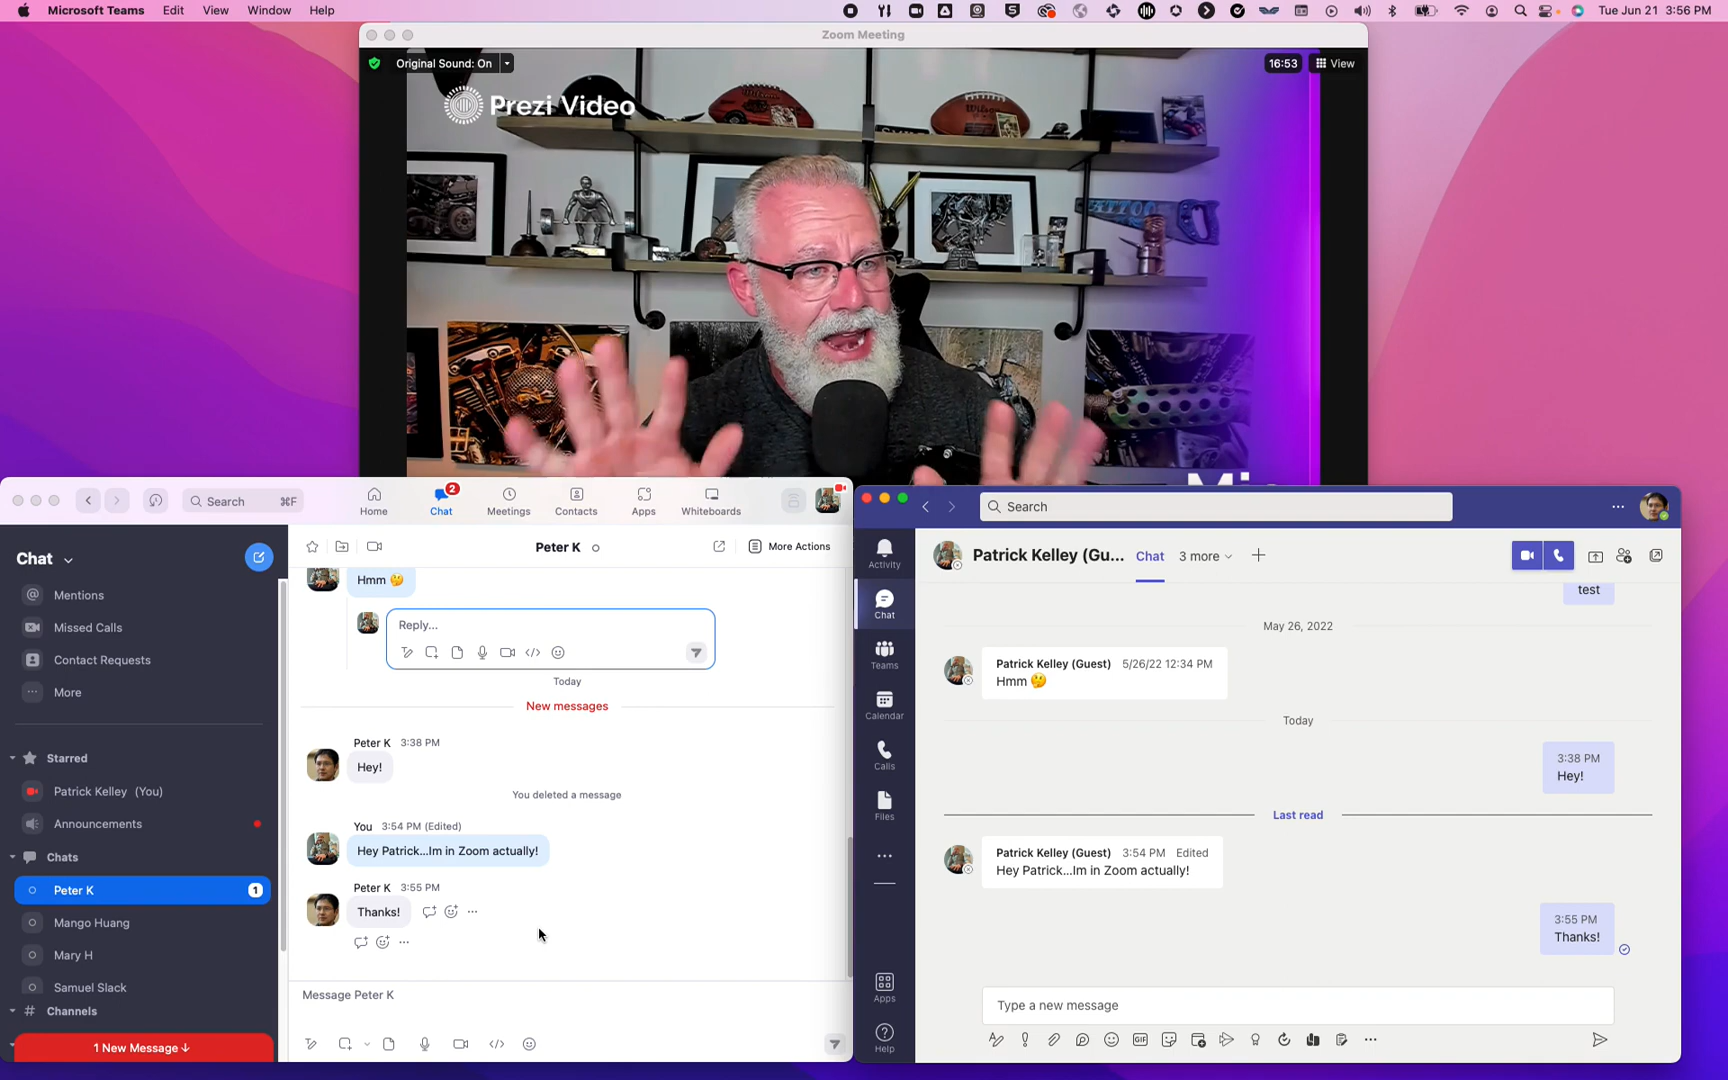 Microsoft Teams Edit View Window Help
Tue Jun 21 3:56 PM
Zoom Meeting
Original Sound: On
16:53
View
Prezi Video
Wilson
TATTOO
Search ⌘F
Home
Chat
2
Meetings
Contacts
Apps
Whiteboards
Chat
Mentions
Missed Calls
Contact Requests
More
Starred
Patrick Kelley (You)
Announcements
Chats
Peter K
1
Mango Huang
Mary H
Samuel Slack
Channels
1 New Message ↓
Peter K
More Actions
Hmm 🤔
Reply...
Today
New messages
Peter K 3:38 PM
Hey!
You deleted a message
You 3:54 PM (Edited)
Hey Patrick...Im in Zoom actually!
Peter K 3:55 PM
Thanks!
Message Peter K
Search
Activity
Chat
Teams
Calendar
Calls
Files
Apps
Help
Patrick Kelley (Gu... Chat 3 more
test
May 26, 2022
Patrick Kelley (Guest) 5/26/22 12:34 PM
Hmm 🤔
Today
3:38 PM
Hey!
Last read
Patrick Kelley (Guest) 3:54 PM Edited
Hey Patrick...Im in Zoom actually!
3:55 PM
Thanks!
Type a new message
GIF